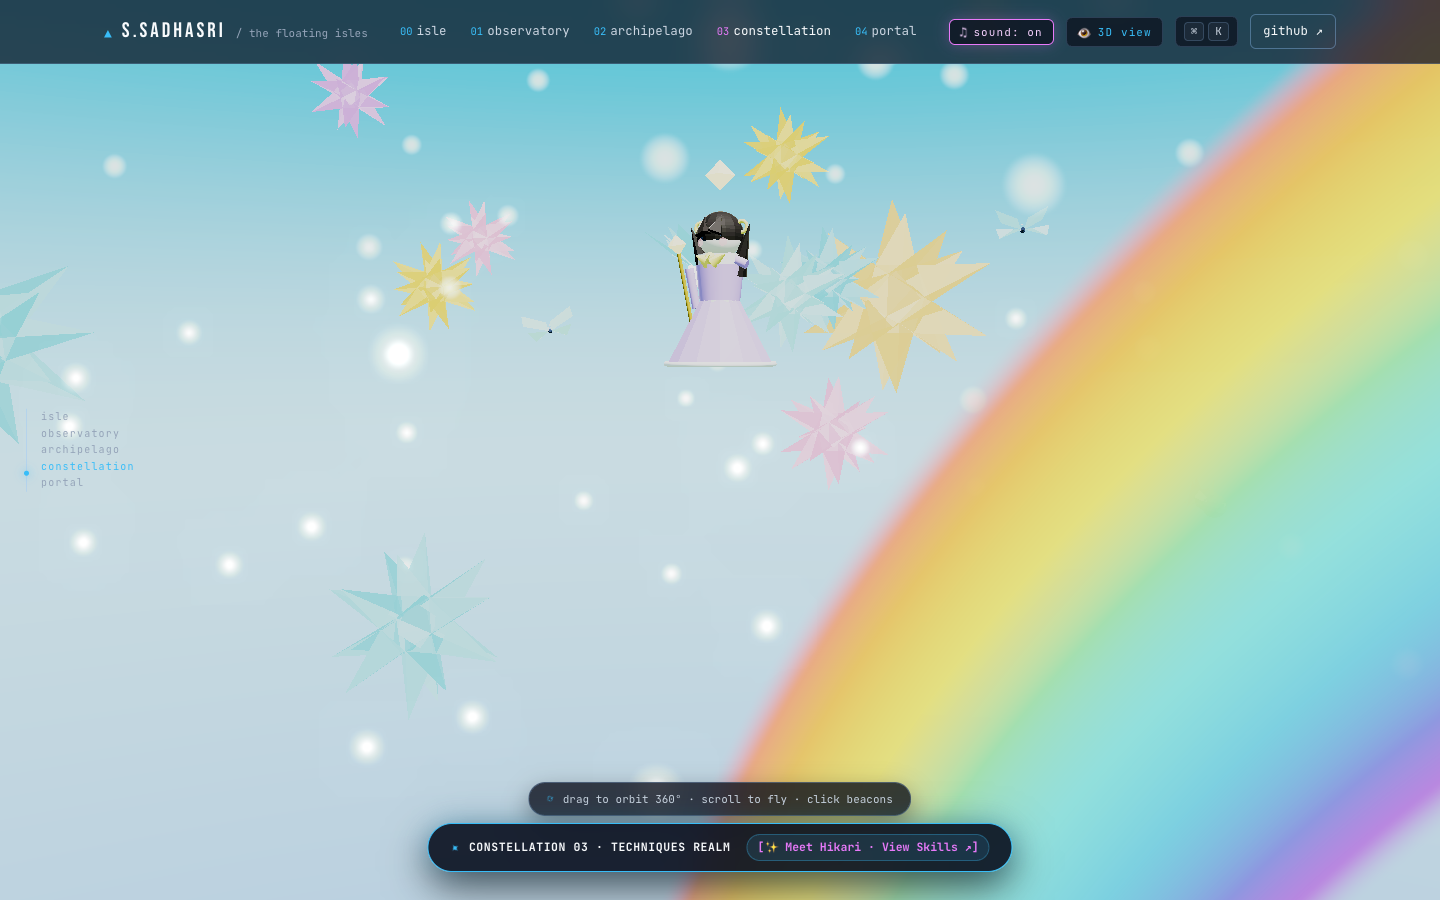 ▲ S.SADHASRI / the floating isles 00 isle 01 observatory 02 archipelago 03 constellation 04 portal ♫ sound: on 👁 3D view ⌘ K github ↗
isle
observatory
archipelago
constellation
portal
drag to orbit 360° · scroll to fly · click beacons
CONSTELLATION 03 · TECHNIQUES REALM [✨ Meet Hikari · View Skills ↗]